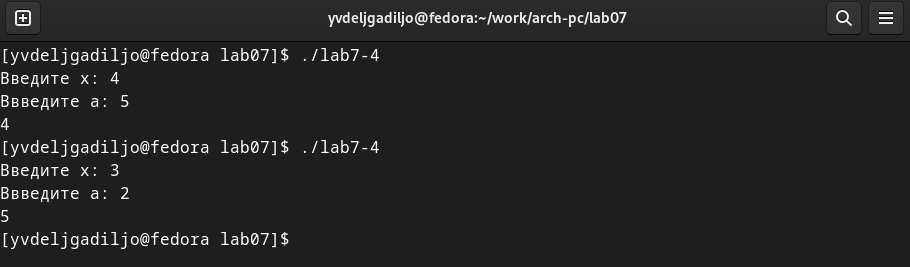 yvdeljgadiljo@fedora:~/work/arch-pc/lab07
[yvdeljgadiljo@fedora lab07]$ ./lab7-4
Введите x: 4
Ввведите a: 5
4
[yvdeljgadiljo@fedora lab07]$ ./lab7-4
Введите x: 3
Ввведите a: 2
5
[yvdeljgadiljo@fedora lab07]$